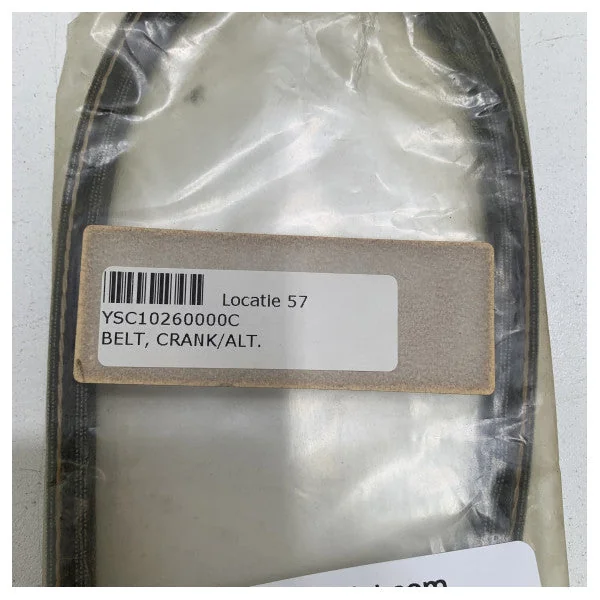 Locatie 57
YSC10260000C
BELT, CRANK/ALT.